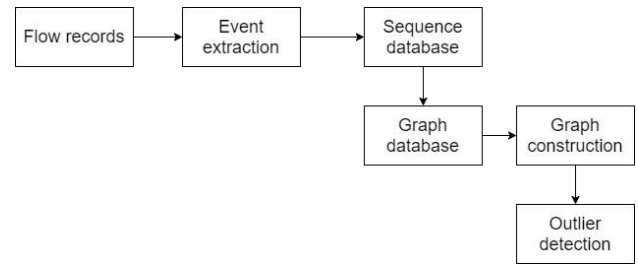 Flow records
Event
extraction
Sequence
database
Graph
database
Graph
construction
Outlier
detection